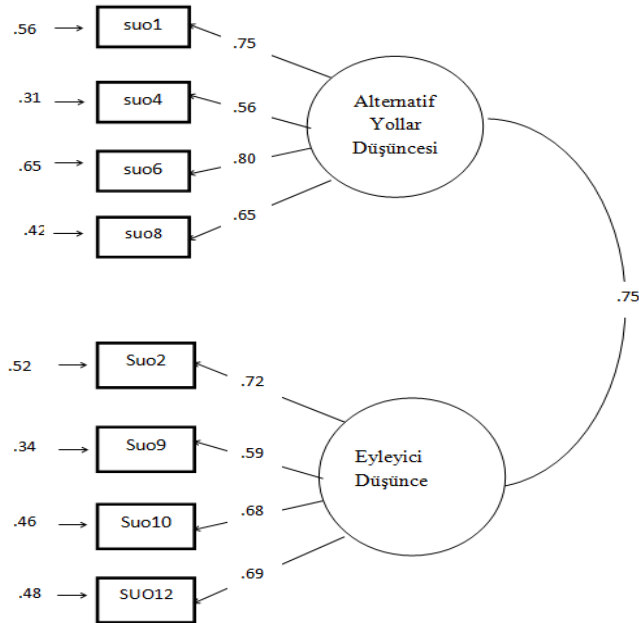 .56
suo1
.75
.31
suo4
.56
Alternatif
Yollar
Düşüncesi
.65
suo6
.80
.42
suo8
.65
.75
.52
Suo2
.72
.34
Suo9
.59
Eyleyici
Düşünce
.46
Suo10
.68
.48
SUO12
.69